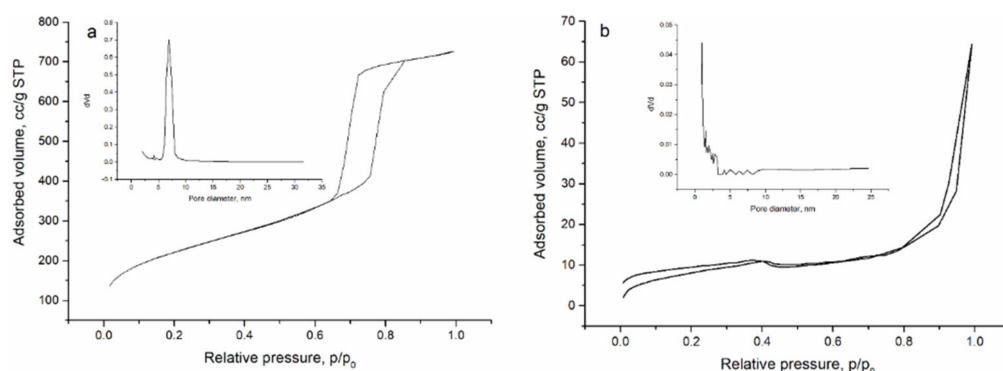 a
Adsorbed volume, cc/g STP
800
700
600
500
400
300
200
100
0.0 0.2 0.4 0.6 0.8 1.0
Relative pressure, p/p₀
dVd
0.8
0.7
0.6
0.5
0.4
0.3
0.2
0.1
0.0
-0.1
0 5 10 15 20 25 30 35
Pore diameter, nm
b
Adsorbed volume, cc/g STP
70
60
50
40
30
20
10
0
0.0 0.2 0.4 0.6 0.8 1.0
Relative pressure, p/p₀
dVd
0.05
0.04
0.03
0.02
0.01
0.00
0 5 10 15 20 25
Pore diameter, nm